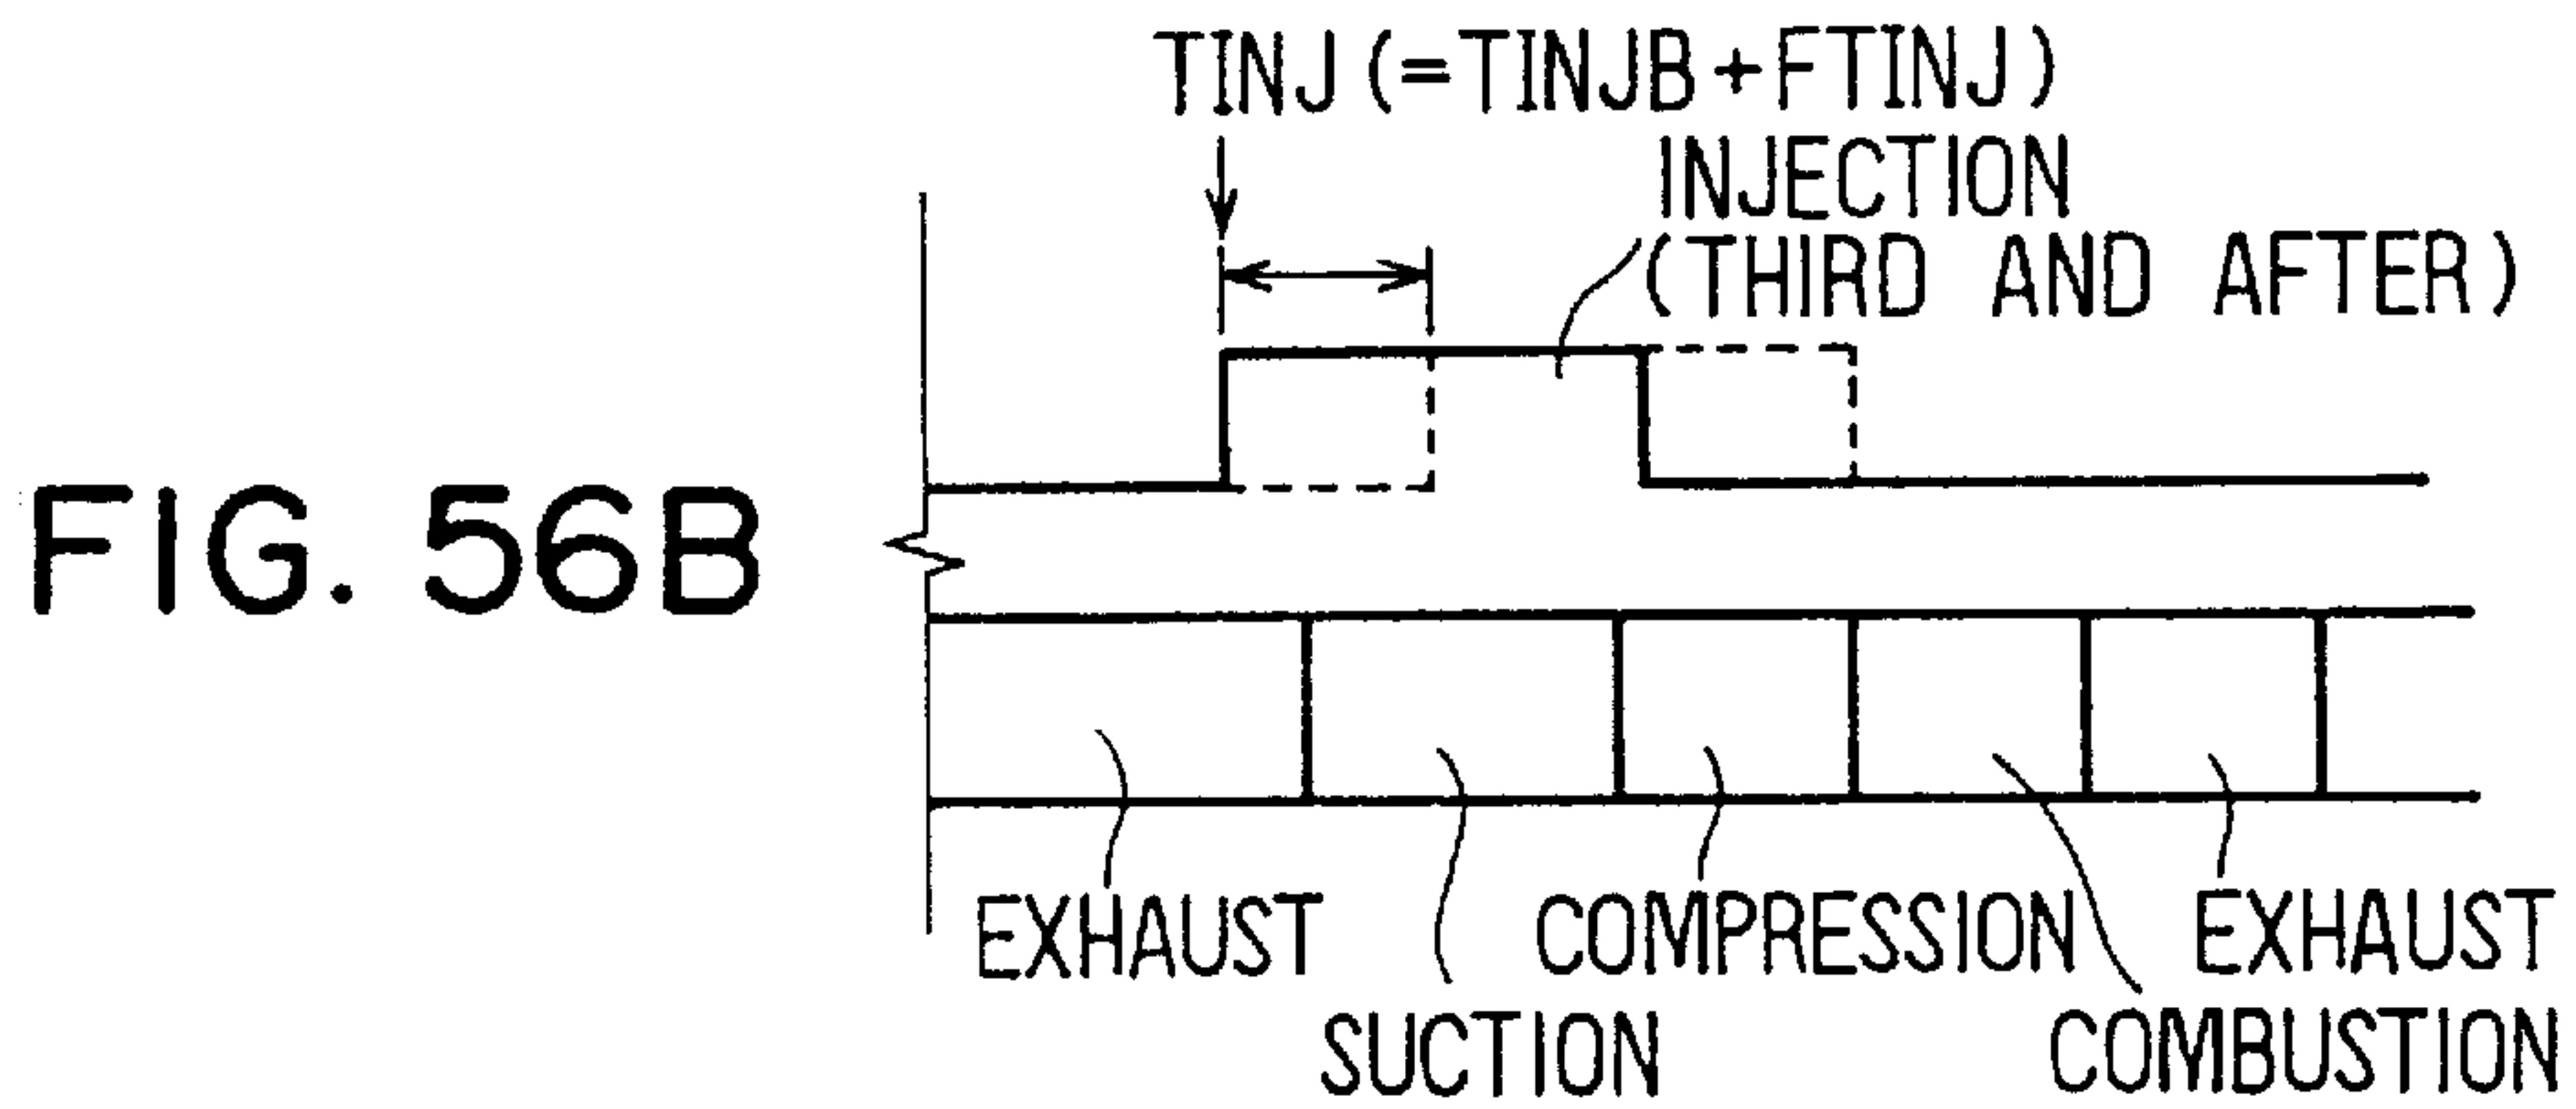 TINJ (=TINJB+FTINJ)
INJECTION
(THIRD AND AFTER)
FIG. 56B
EXHAUST
COMPRESSION
EXHAUST
SUCTION
COMBUSTION